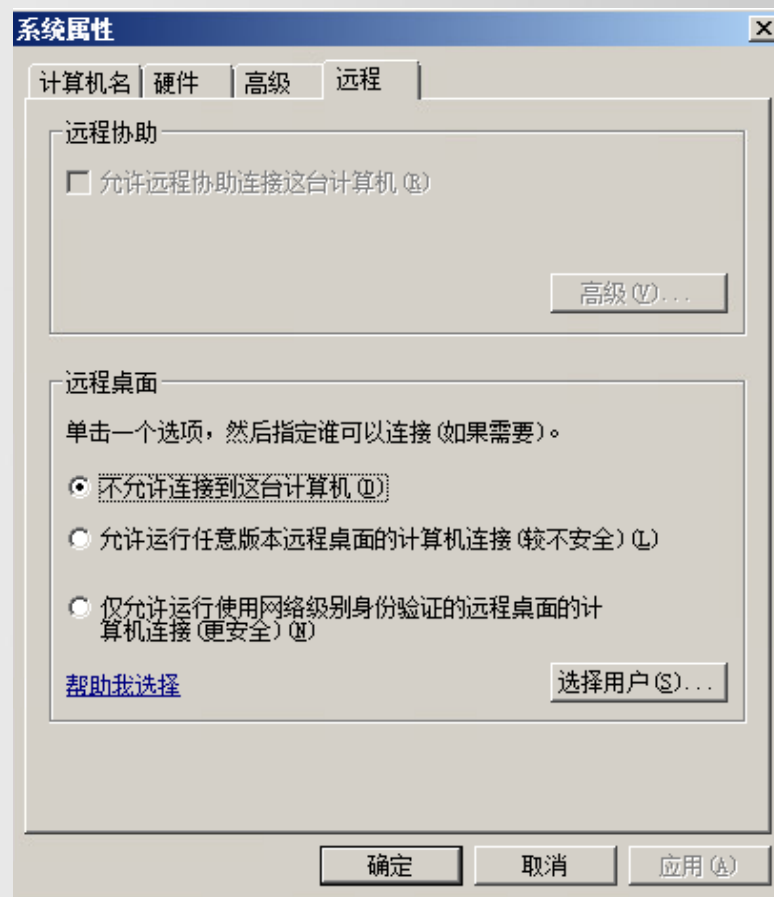 系统属性
计算机名 硬件 高级 远程
远程协助
允许远程协助连接这台计算机(R)
高级(V)...
远程桌面
单击一个选项，然后指定谁可以连接(如果需要)。
不允许连接到这台计算机(D)
允许运行任意版本远程桌面的计算机连接(较不安全)(L)
仅允许运行使用网络级别身份验证的远程桌面的计
算机连接(更安全)(N)
帮助我选择 选择用户(S)...
确定 取消 应用(A)